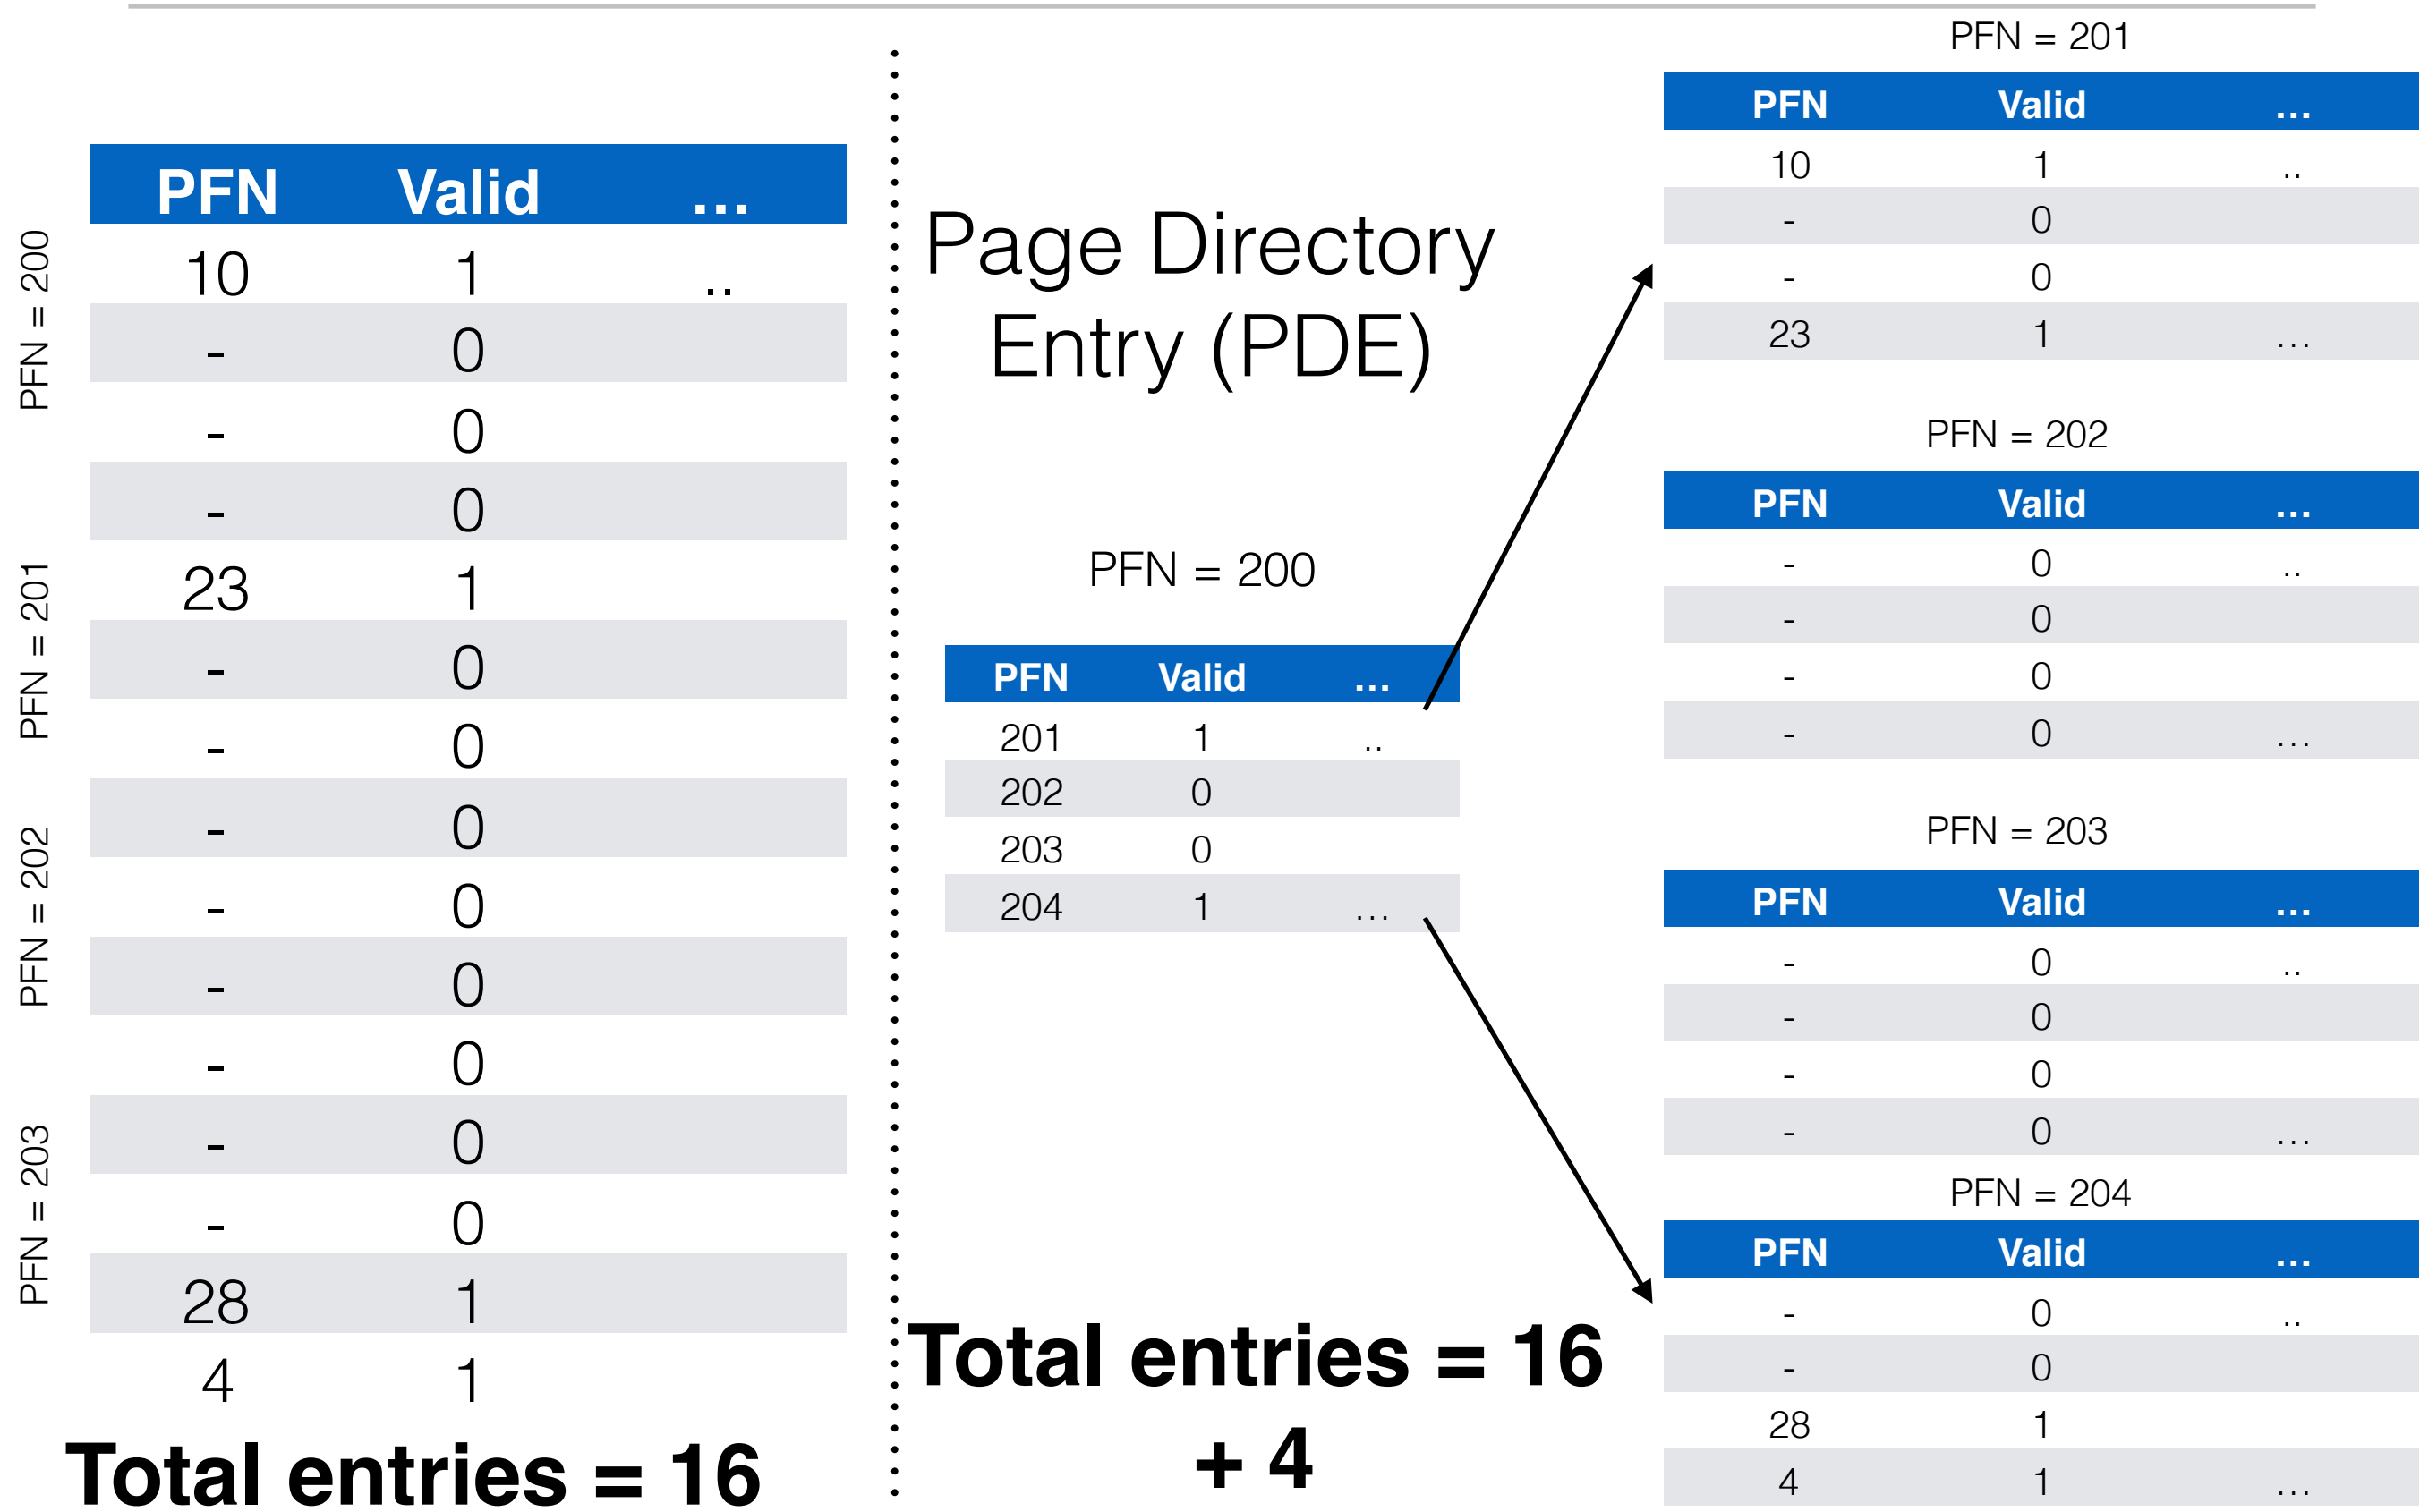 PFN = 200
PFN = 201
PFN = 202
PFN = 203
PFN Valid ...
10 1 ..
- 0
- 0
- 0
23 1
- 0
- 0
- 0
- 0
- 0
- 0
- 0
- 0
28 1
4 1
Total entries = 16
Page Directory
Entry (PDE)
PFN = 200
PFN Valid ...
201 1 ..
202 0
203 0
204 1 ...
Total entries = 16
+ 4
PFN = 201
PFN Valid ...
10 1 ..
- 0
- 0
23 1 ...
PFN = 202
PFN Valid ...
- 0 ..
- 0
- 0
- 0 ...
PFN = 203
PFN Valid ...
- 0 ..
- 0
- 0
- 0 ...
PFN = 204
PFN Valid ...
- 0 ..
- 0
28 1
4 1 ...